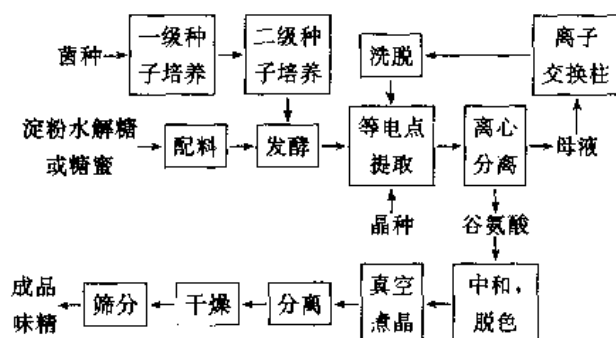 菌种
一级种
子培养
二级种
子培养
洗脱
离子
交换柱
淀粉水解糖
或糖蜜
配料
发酵
等电点
提取
离心
分离
母液
晶种
谷氨酸
成品
味精
筛分
干燥
分离
真空
煮晶
中和，
脱色